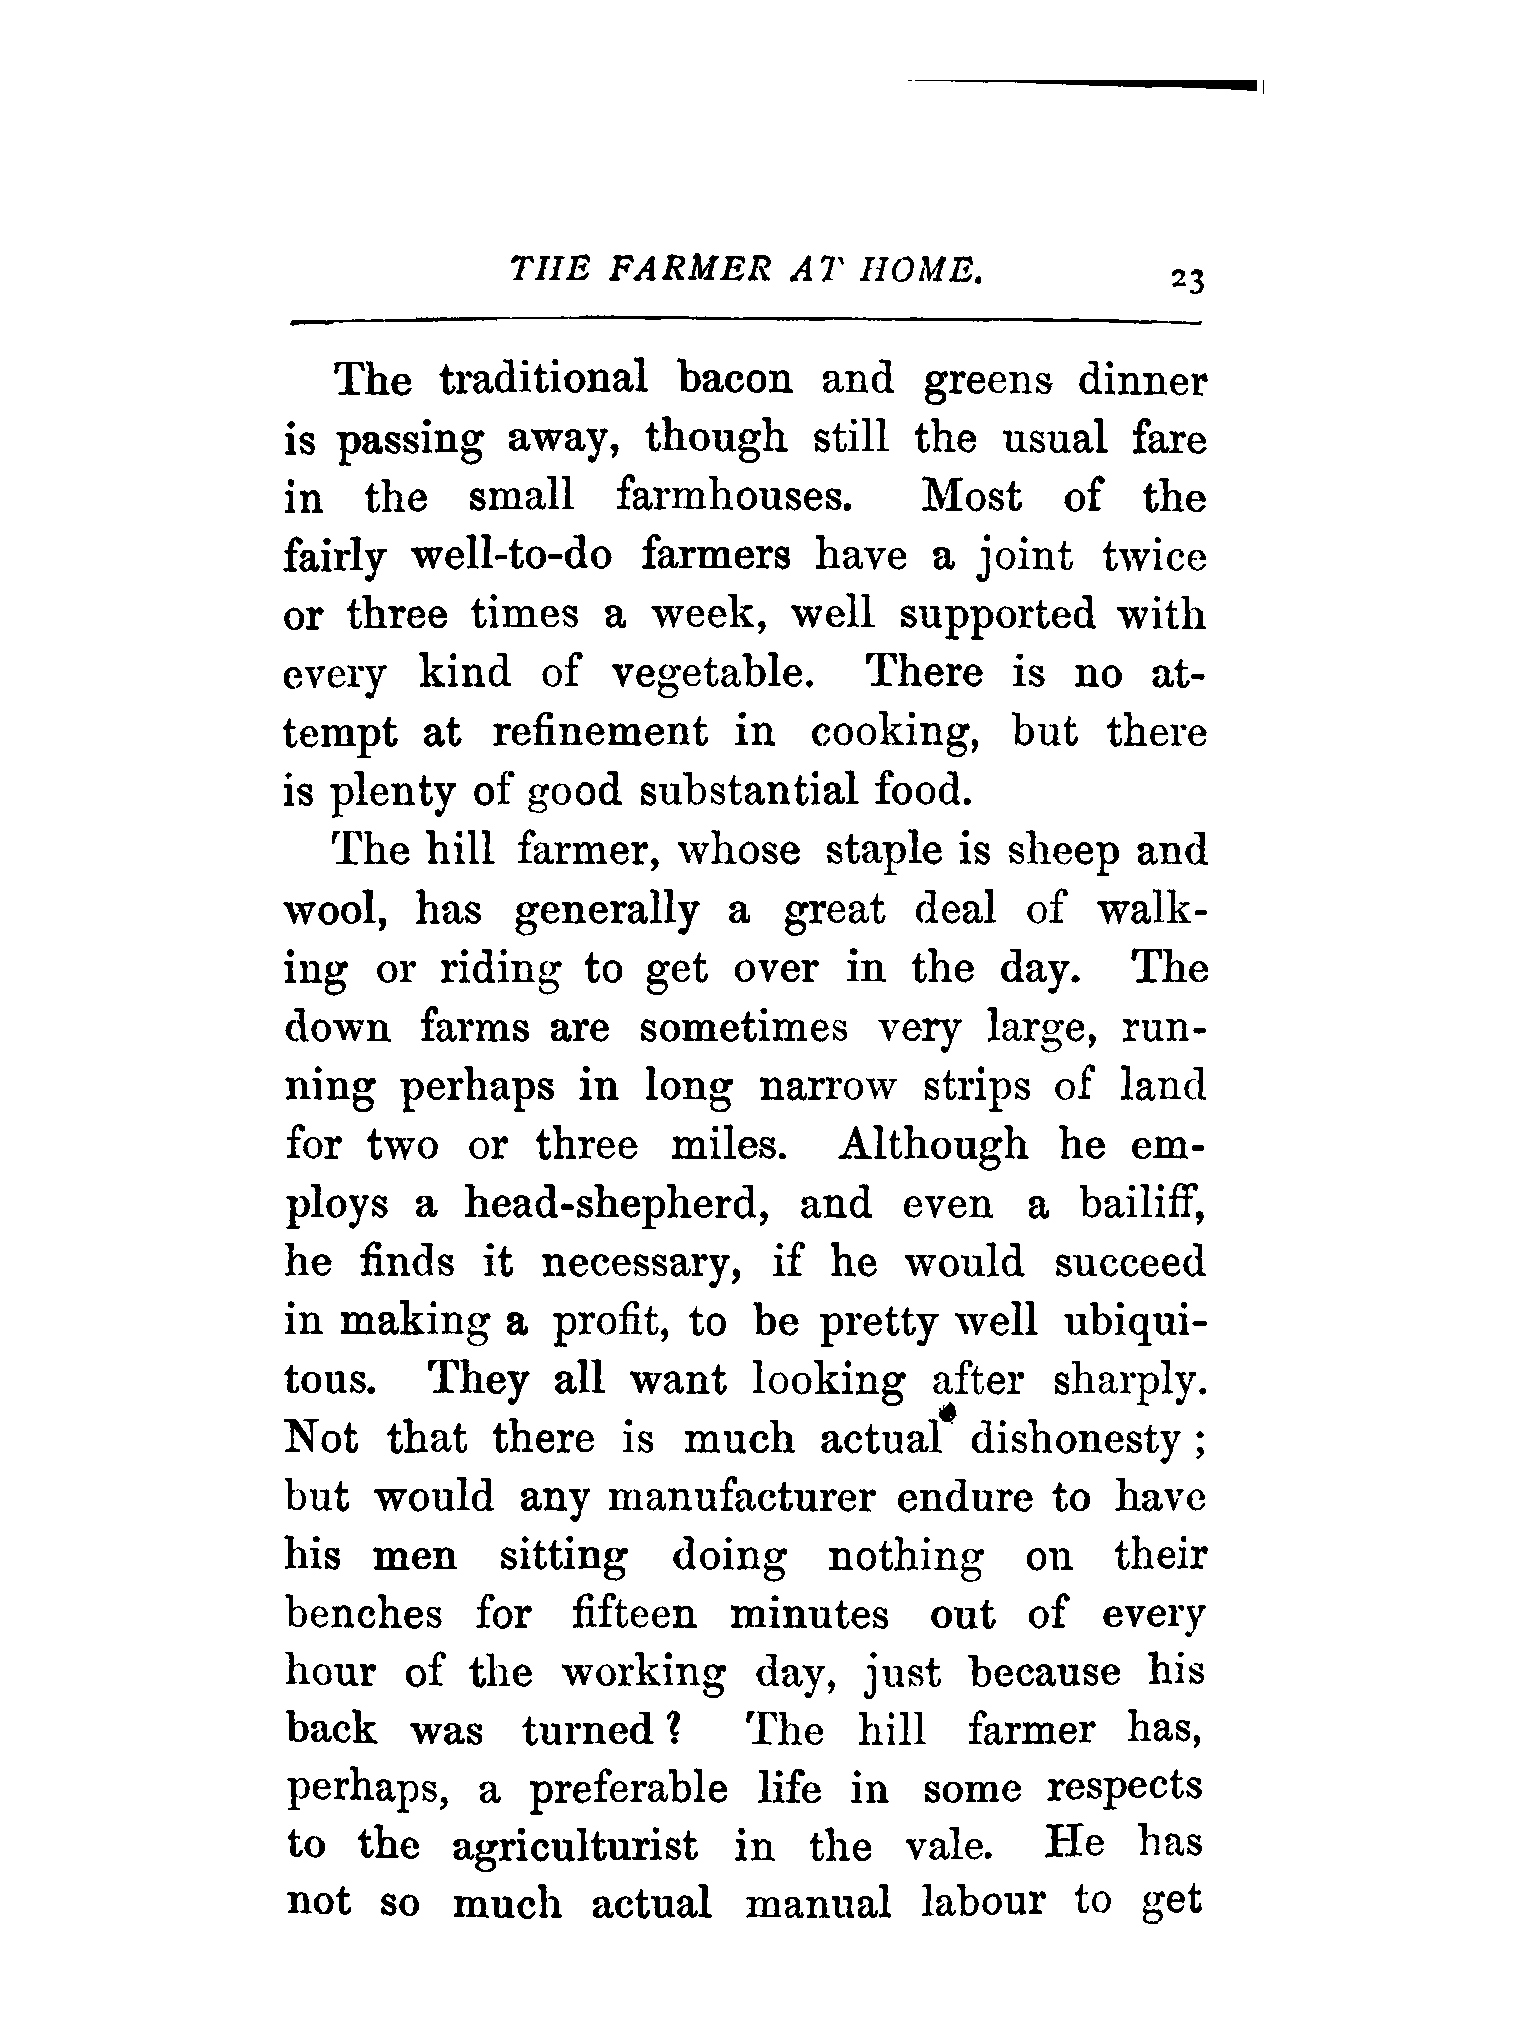 THE FARMER AT HOME. 23
The traditional bacon and greens dinner
is passing away, though still the usual fare
in the small farmhouses. Most of the
fairly well-to-do farmers have a joint twice
or three times a week, well supported with
every kind of vegetable. There is no at-
tempt at refinement in cooking, but there
is plenty of good substantial food.
The hill farmer, whose staple is sheep and
wool, has generally a great deal of walk-
ing or riding to get over in the day. The
down farms are sometimes very large, run-
ning perhaps in long narrow strips of land
for two or three miles. Although he em-
ploys a head-shepherd, and even a bailiff,
he finds it necessary, if he would succeed
in making a profit, to be pretty well ubiqui-
tous. They all want looking after sharply.
Not that there is much actual dishonesty ;
but would any manufacturer endure to have
his men sitting doing nothing on their
benches for fifteen minutes out of every
hour of the working day, just because his
back was turned ? The hill farmer has,
perhaps, a preferable life in some respects
to the agriculturist in the vale. He has
not so much actual manual labour to get